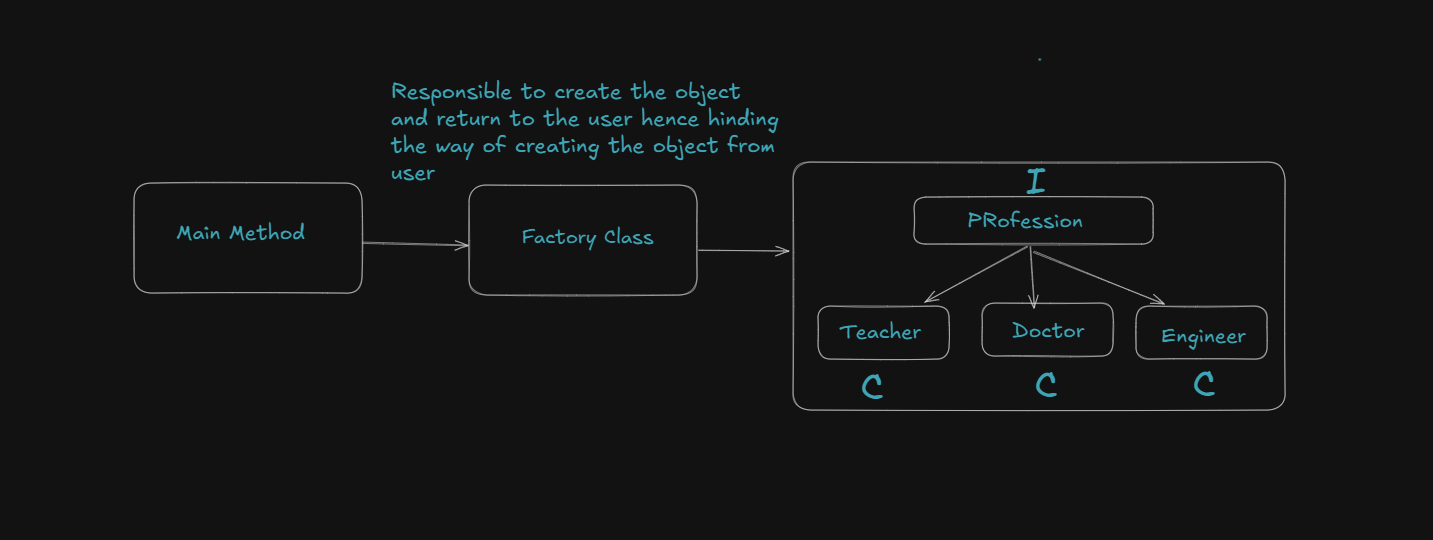 Responsible to create the object
and return to the user hence hinding
the way of creating the object from
user
Main Method
Factory Class
I
PRofession
Teacher
Doctor
Engineer
C
C
C